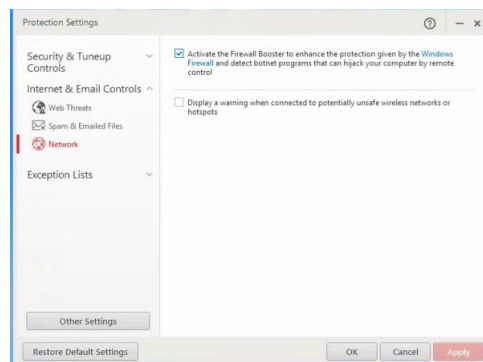 Protection Settings
Security & Tuneup
Controls
Internet & Email Controls
Web Threats
Spam & Emailed Files
Network
Exception Lists
Other Settings
Activate the Firewall Booster to enhance the protection given by the Windows
Firewall and detect botnet programs that can hijack your computer by remote
control
Display a warning when connected to potentially unsafe wireless networks or
hotspots
Restore Default Settings
OK
Cancel
Apply